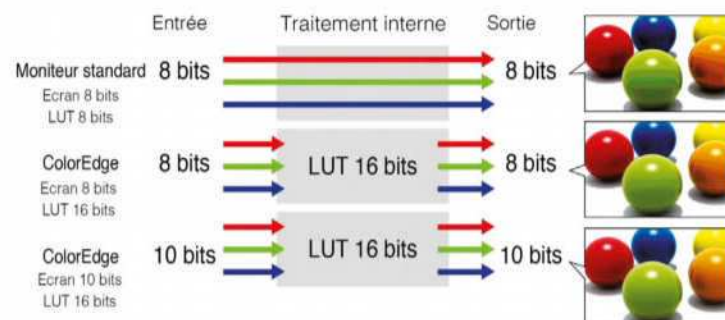 Entrée Traitement interne Sortie
Moniteur standard 8 bits 8 bits
Ecran 8 bits
LUT 8 bits
ColorEdge 8 bits LUT 16 bits 8 bits
Ecran 8 bits
LUT 16 bits
ColorEdge 10 bits LUT 16 bits 10 bits
Ecran 10 bits
LUT 16 bits